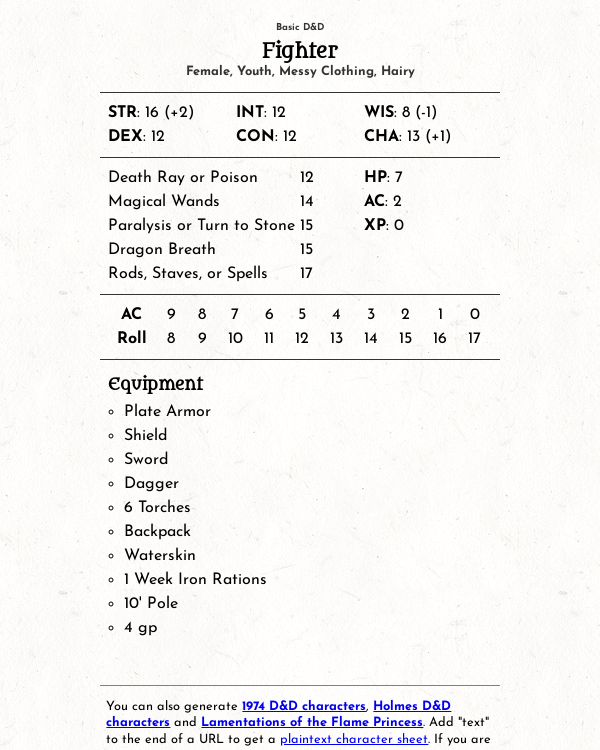 Basic D&D
Fighter
Female, Youth, Messy Clothing, Hairy
STR: 16 (+2) INT: 12 WIS: 8 (-1)
DEX: 12 CON: 12 CHA: 13 (+1)
Death Ray or Poison 12 HP: 7
Magical Wands 14 AC: 2
Paralysis or Turn to Stone 15 XP: 0
Dragon Breath 15
Rods, Staves, or Spells 17
AC 9 8 7 6 5 4 3 2 1 0
Roll 8 9 10 11 12 13 14 15 16 17
Equipment
◦ Plate Armor
◦ Shield
◦ Sword
◦ Dagger
◦ 6 Torches
◦ Backpack
◦ Waterskin
◦ 1 Week Iron Rations
◦ 10' Pole
◦ 4 gp
You can also generate 1974 D&D characters, Holmes D&D
characters and Lamentations of the Flame Princess. Add "text"
to the end of a URL to get a plaintext character sheet. If you are